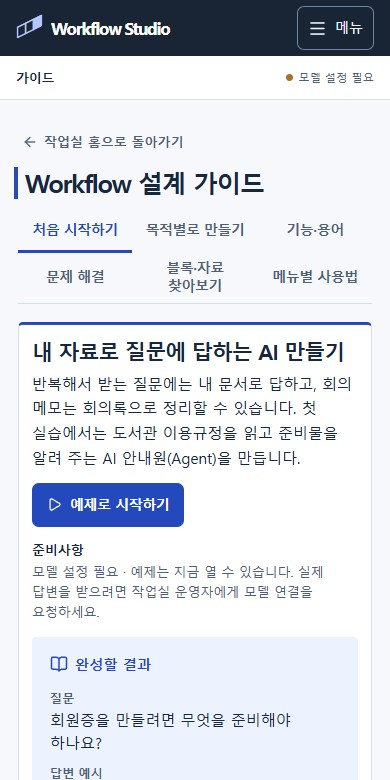 Workflow Studio
메뉴
가이드
모델 설정 필요
작업실 홈으로 돌아가기
Workflow 설계 가이드
처음 시작하기
목적별로 만들기
기능·용어
문제 해결
블록·자료
찾아보기
메뉴별 사용법
내 자료로 질문에 답하는 AI 만들기
반복해서 받는 질문에는 내 문서로 답하고, 회의
메모는 회의록으로 정리할 수 있습니다. 첫
실습에서는 도서관 이용규정을 읽고 준비물을
알려 주는 AI 안내원(Agent)을 만듭니다.
예제로 시작하기
준비사항
모델 설정 필요 · 예제는 지금 열 수 있습니다. 실제
답변을 받으려면 작업실 운영자에게 모델 연결을
요청하세요.
완성할 결과
질문
회원증을 만들려면 무엇을 준비해야
하나요?
답변 예시